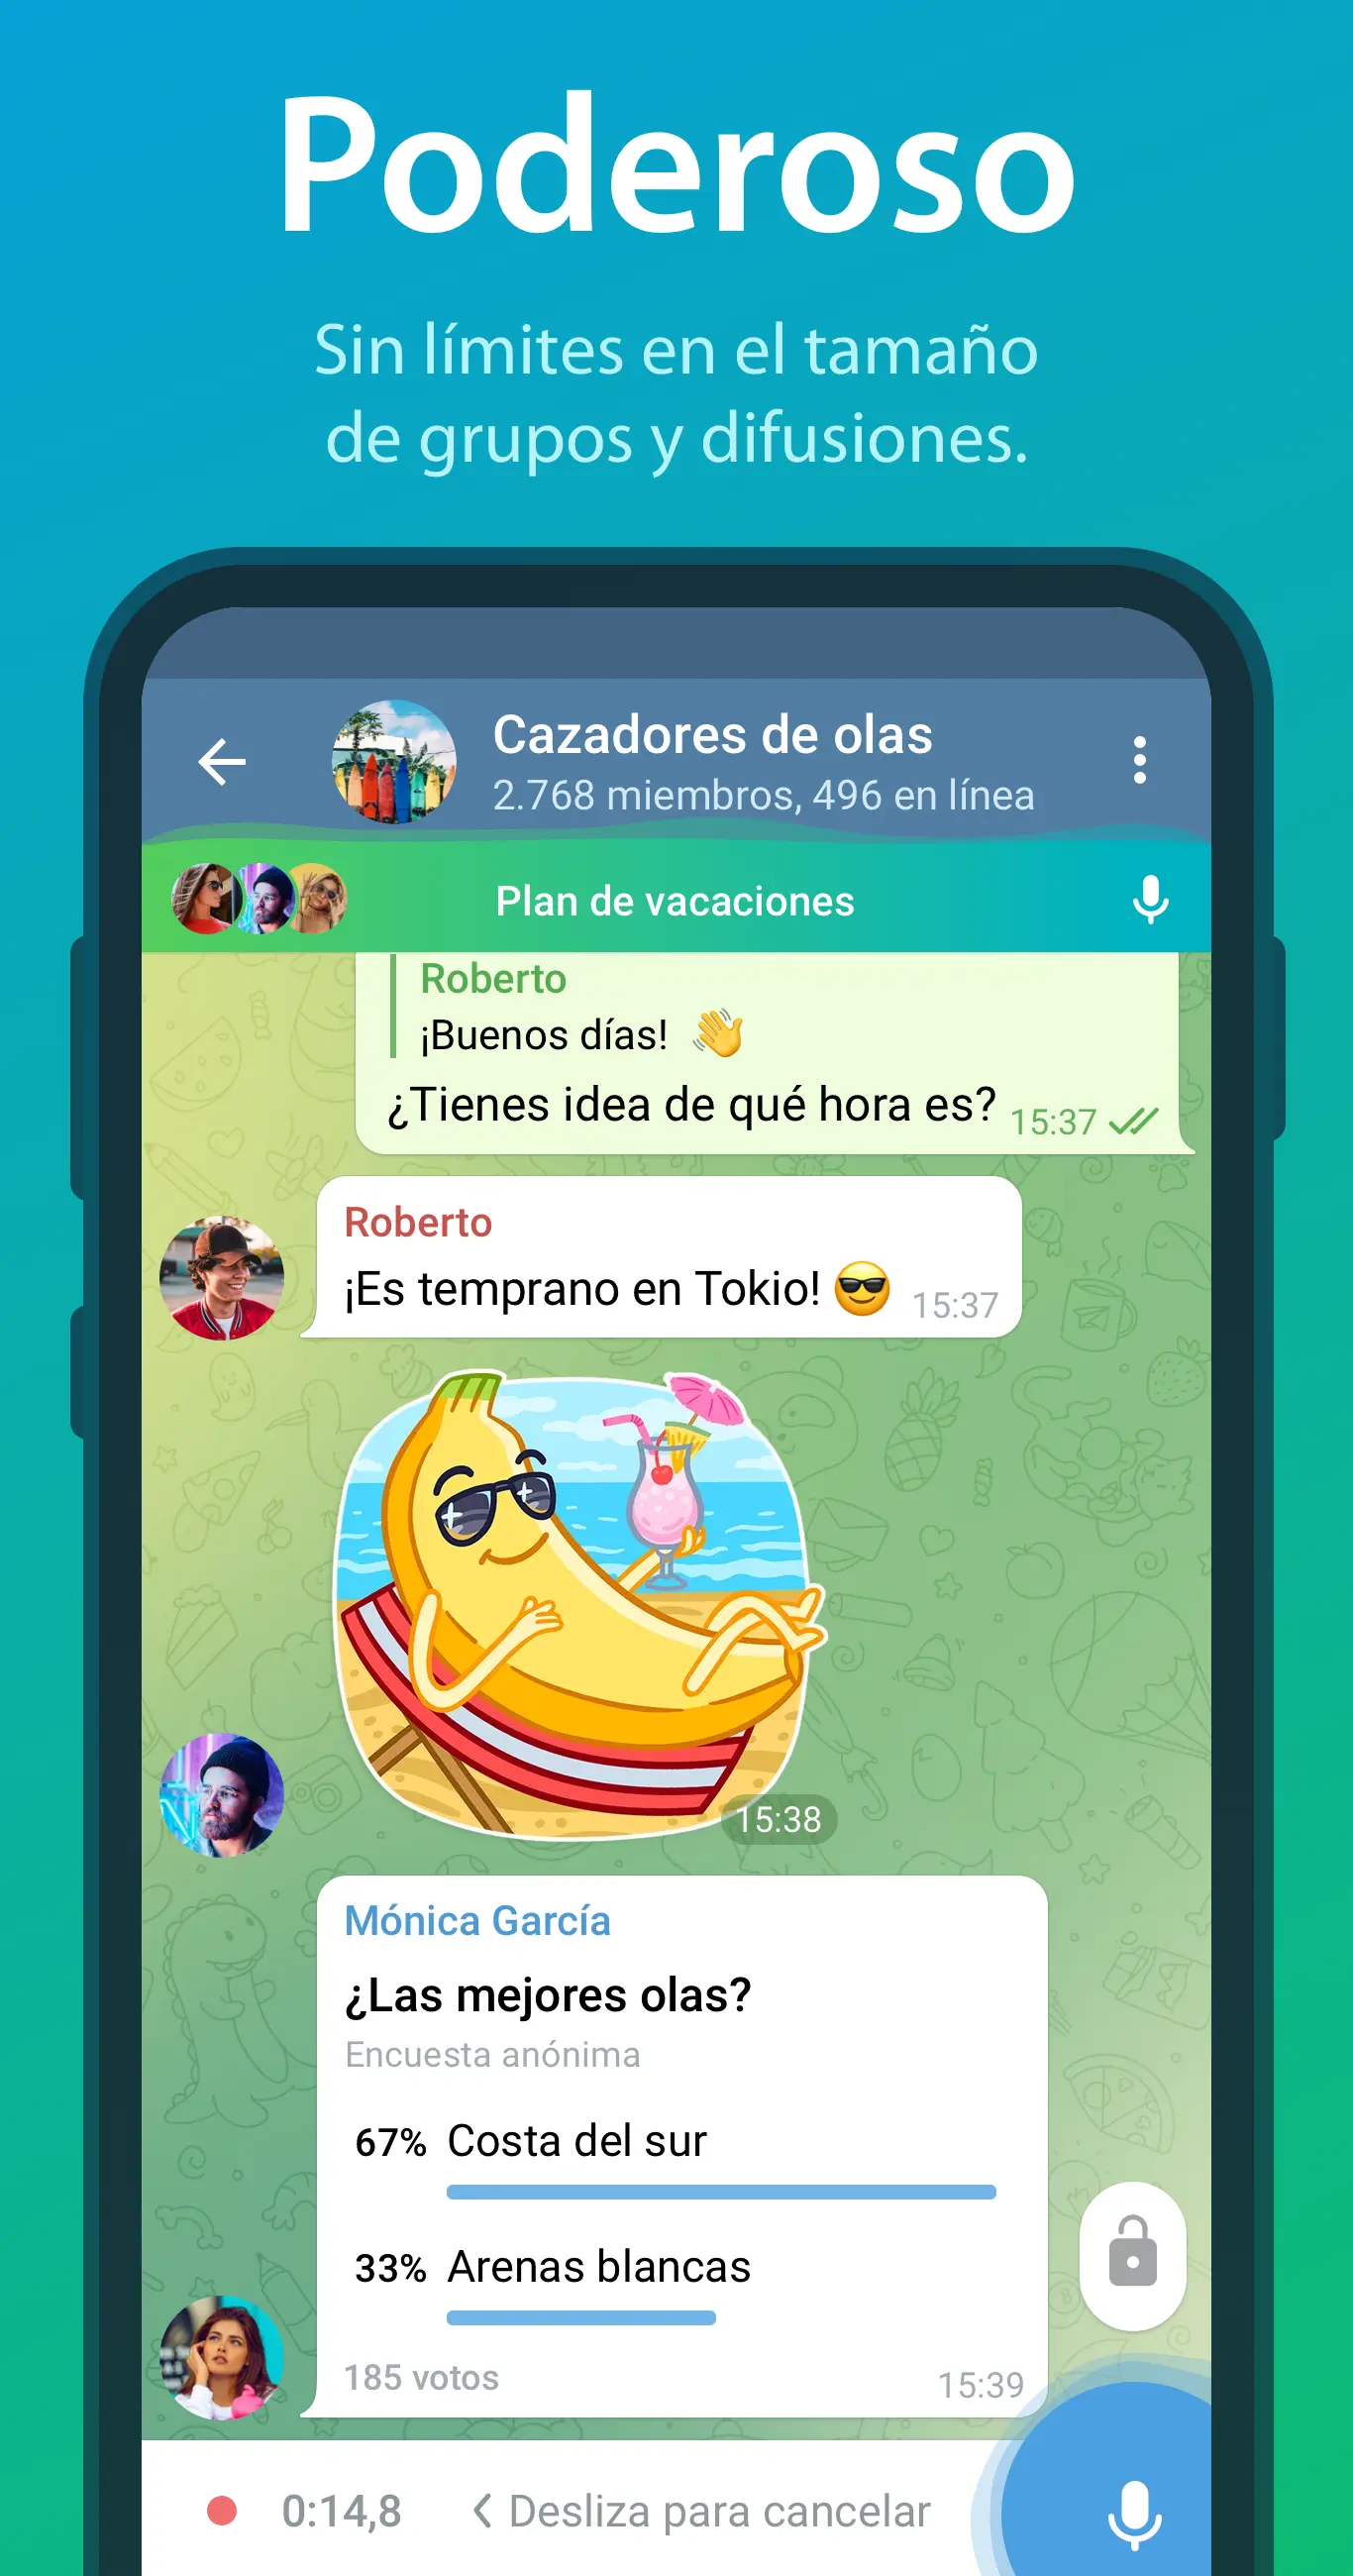 Poderoso
Sin límites en el tamaño
de grupos y difusiones.
Cazadores de olas
2.768 miembros, 496 en línea
Plan de vacaciones
Roberto
¡Buenos días! 👋
¿Tienes idea de qué hora es? 15:37
Roberto
¡Es temprano en Tokio! 😎 15:37
15:38
Mónica García
¿Las mejores olas?
Encuesta anónima
67% Costa del sur
33% Arenas blancas
185 votos 15:39
0:14,8 Desliza para cancelar